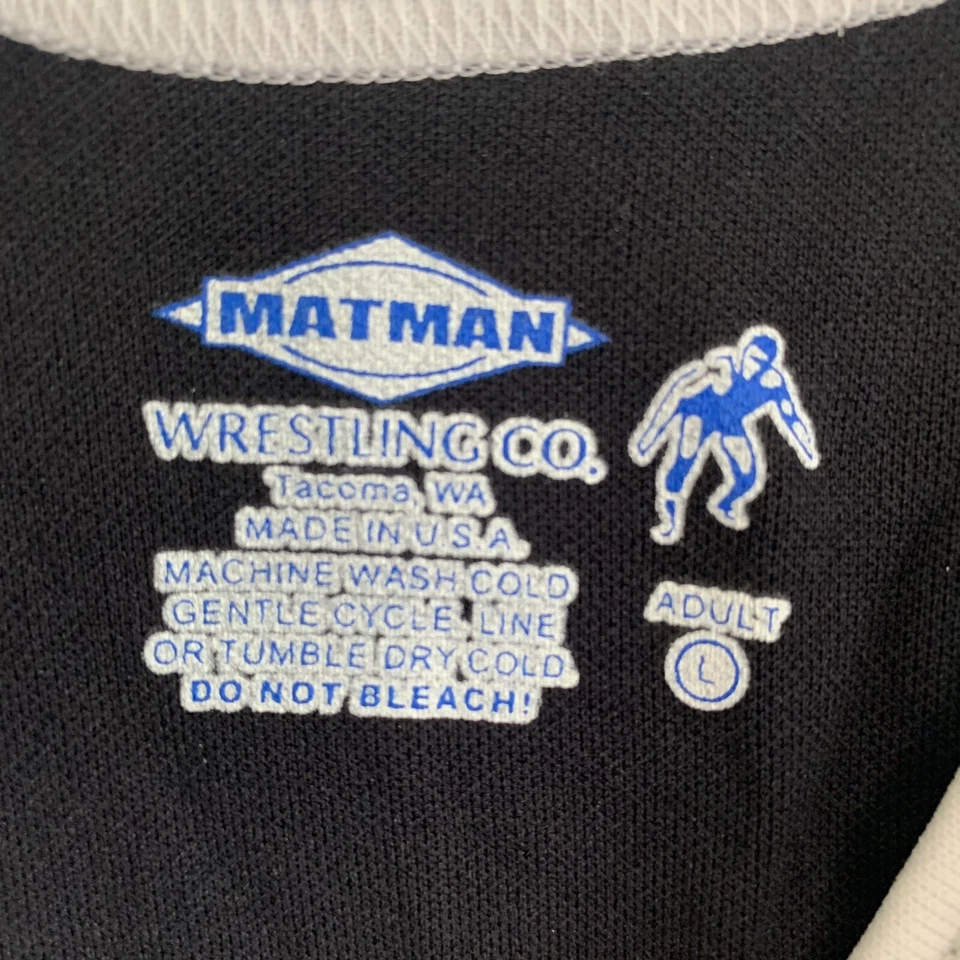 MATMAN
WRESTLING CO.
Tacoma, WA
MADE IN U.S.A.
MACHINE WASH COLD
GENTLE CYCLE. LINE
OR TUMBLE DRY COLD
DO NOT BLEACH!
ADULT
L